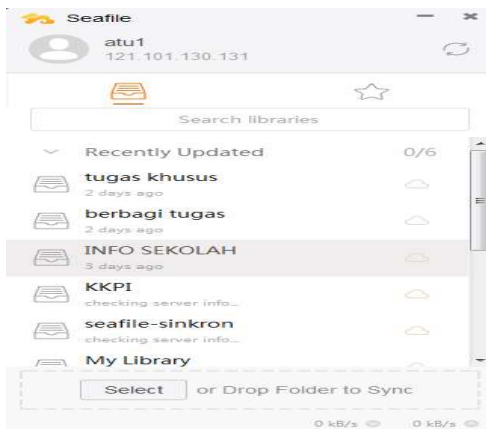 Seafile
atu1
121.101.130.131
Search libraries
Recently Updated 0/6
tugas khusus
2 days ago
berbagi tugas
2 days ago
INFO SEKOLAH
3 days ago
KKPI
checking server info...
seafile-sinkron
checking server info...
My Library
Select or Drop Folder to Sync
0 kB/s 0 kB/s